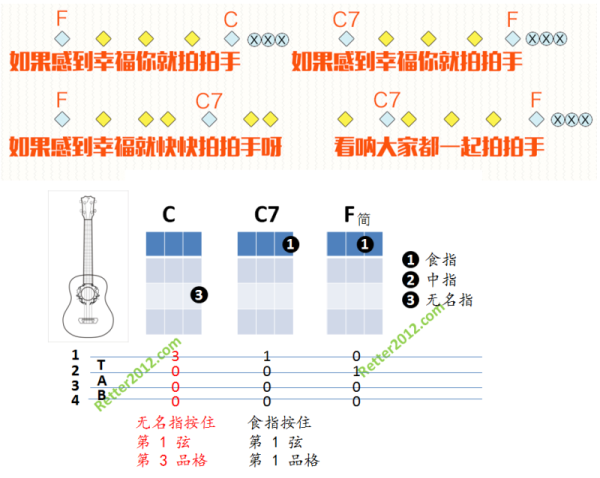 F C C7 F
XXX XXX
如果感到幸福你就拍拍手 如果感到幸福你就拍拍手
F C7 C7 F
XXX
如果感到幸福就快快拍拍手呀 看呐大家都一起拍拍手
C C7 F简
1 1 1 食指
2 中指
3 3 无名指
Retter2012.com Retter2012.com
1 3 1 0
2 T 0 0 1
3 A 0 0 0
4 B 0 0 0
无名指按住 食指按住
第 1 弦 第 1 弦
第 3 品格 第 1 品格